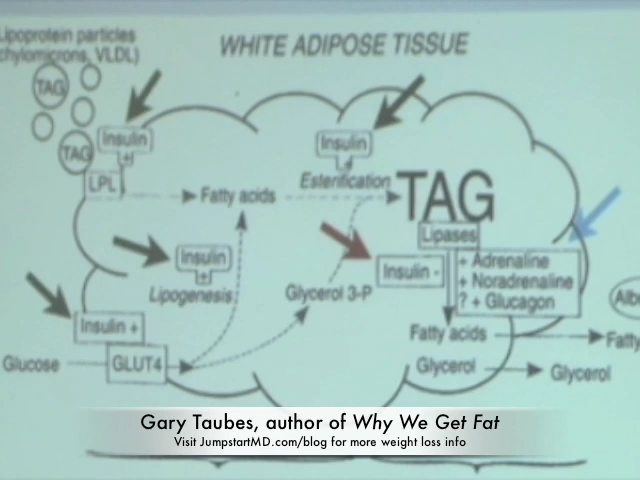 Lipoprotein particles
chylomicrons, VLDL)
WHITE ADIPOSE TISSUE
TAG
TAG
Insulin
+
LPL
Insulin
+
Fatty acids
Esterification
TAG
Lipases
Insulin
+
Lipogenesis
Insulin -
+ Adrenaline
+ Noradrenaline
? + Glucagon
Glycerol 3-P
Insulin +
Glucose
GLUT4
Fatty acids
Fatty
Albu
Glycerol
Glycerol
Gary Taubes, author of Why We Get Fat
Visit JumpstartMD.com/blog for more weight loss info